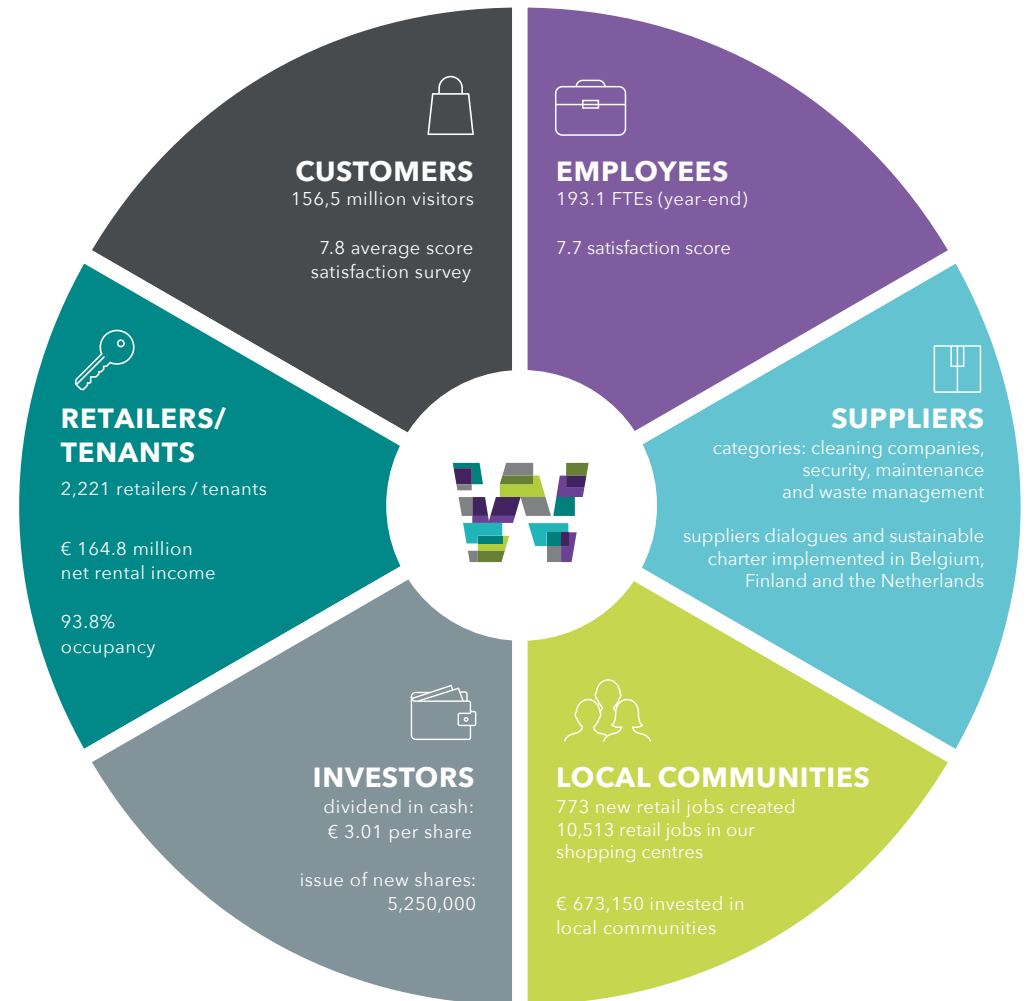 CUSTOMERS
156,5 million visitors
7.8 average score
satisfaction survey
EMPLOYEES
193.1 FTEs (year-end)
7.7 satisfaction score
RETAILERS/
TENANTS
2,221 retailers / tenants
€ 164.8 million
net rental income
93.8%
occupancy
SUPPLIERS
categories: cleaning companies,
security, maintenance
and waste management
suppliers dialogues and sustainable
charter implemented in Belgium,
Finland and the Netherlands
W
INVESTORS
dividend in cash:
€ 3.01 per share
issue of new shares:
5,250,000
LOCAL COMMUNITIES
773 new retail jobs created
10,513 retail jobs in our
shopping centres
€ 673,150 invested in
local communities